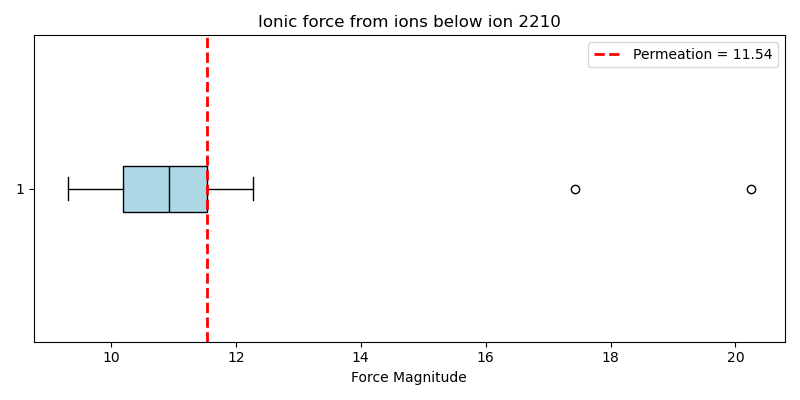 Ionic force from ions below ion 2210
Permeation = 11.54
1
10 12 14 16 18 20
Force Magnitude